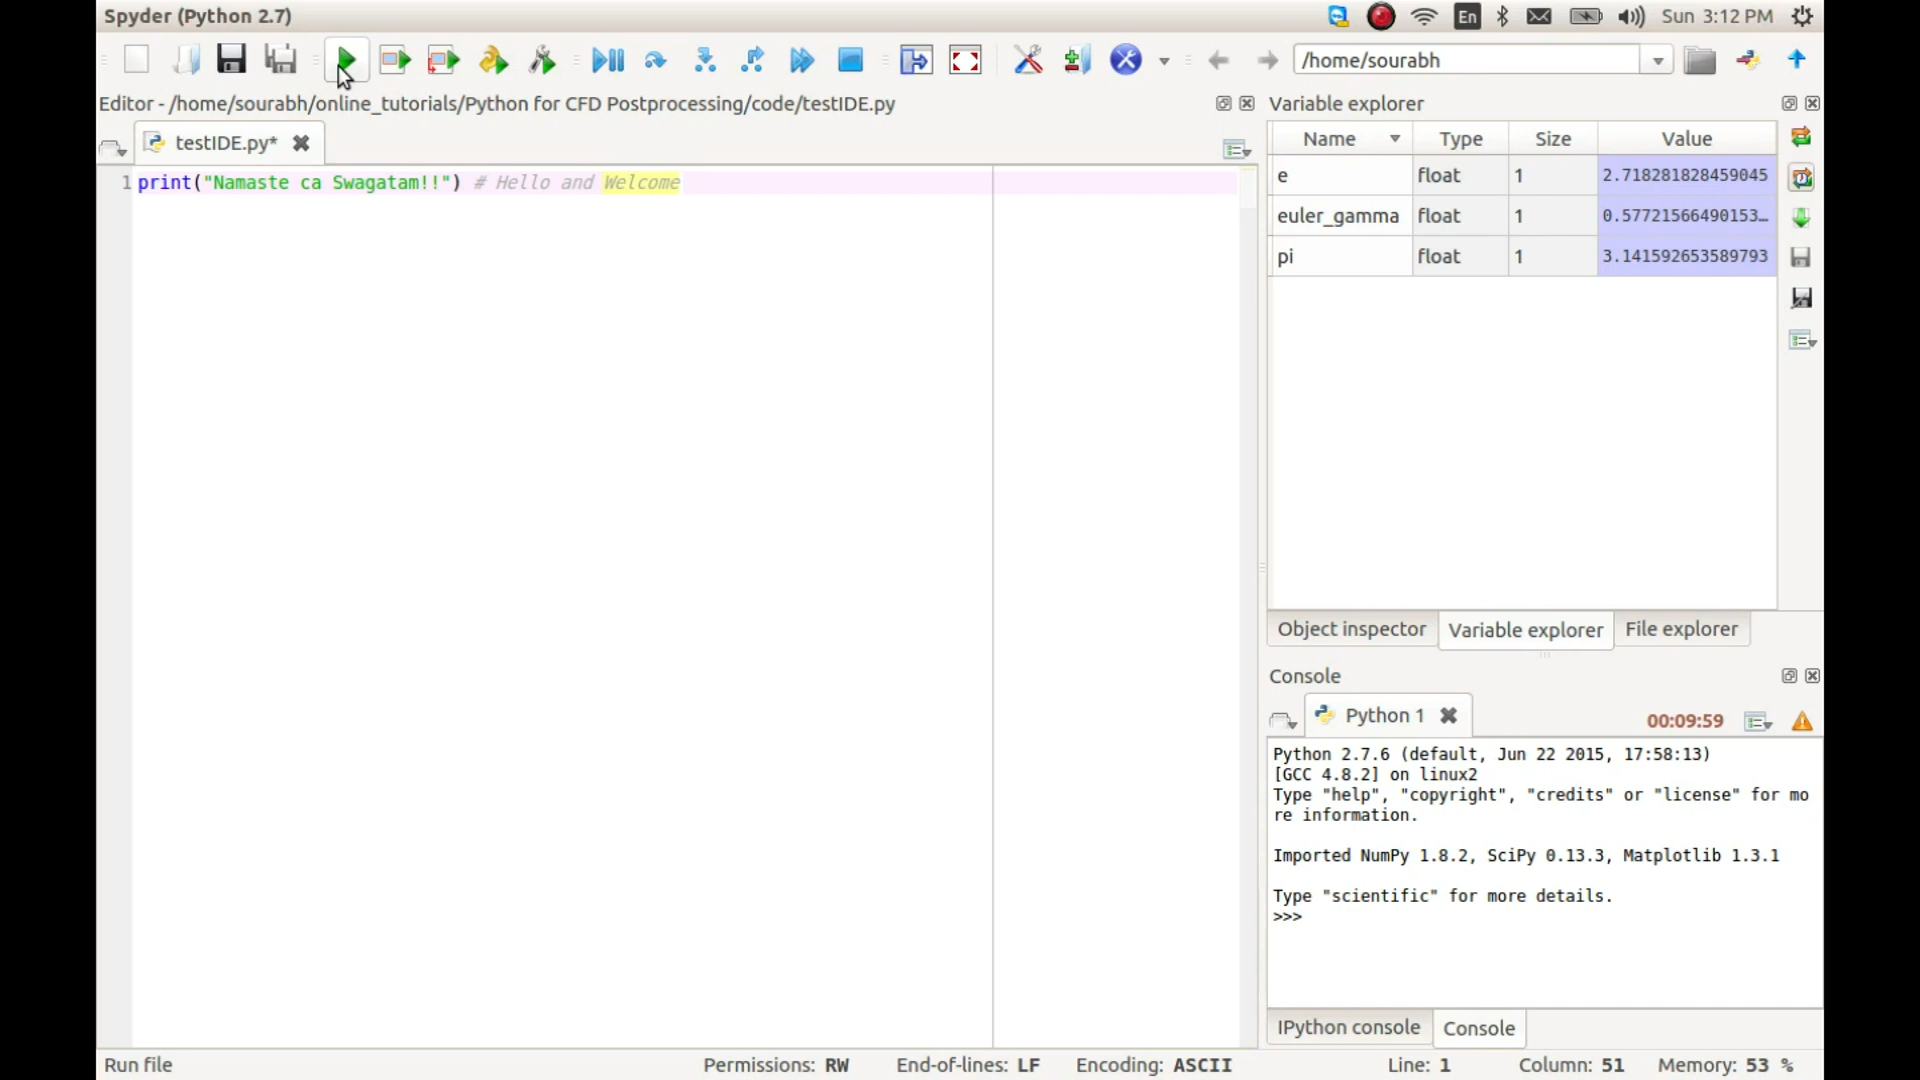 Spyder (Python 2.7)
En
Sun 3:12 PM
/home/sourabh
Editor - /home/sourabh/online_tutorials/Python for CFD Postprocessing/code/testIDE.py
testIDE.py*
1 print("Namaste ca Swagatam!!") # Hello and Welcome
Variable explorer
Name Type Size Value
e float 1 2.718281828459045
euler_gamma float 1 0.57721566490153…
pi float 1 3.141592653589793
Object inspector Variable explorer File explorer
Console
Python 1
00:09:59
Python 2.7.6 (default, Jun 22 2015, 17:58:13)
[GCC 4.8.2] on linux2
Type "help", "copyright", "credits" or "license" for mo
re information.
Imported NumPy 1.8.2, SciPy 0.13.3, Matplotlib 1.3.1
Type "scientific" for more details.
>>>
IPython console Console
Run file Permissions: RW End-of-lines: LF Encoding: ASCII Line: 1 Column: 51 Memory: 53 %